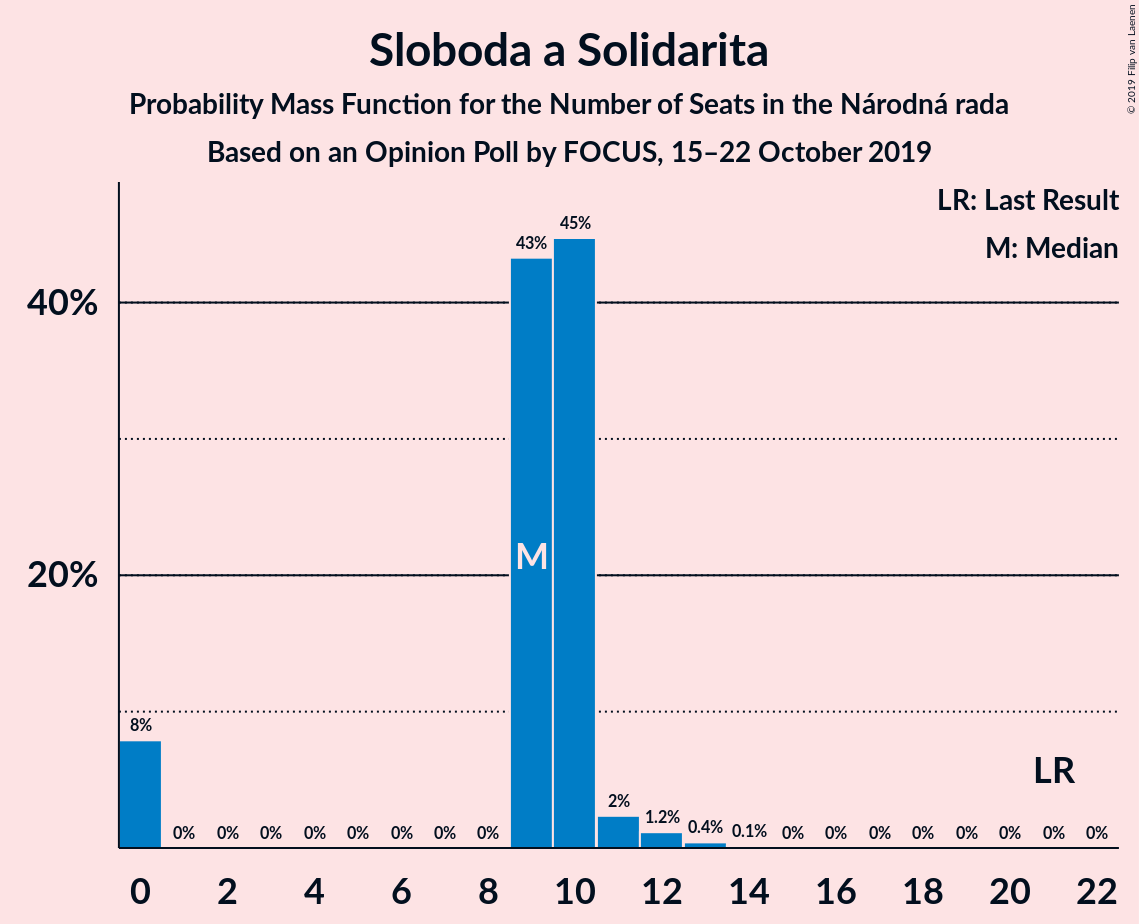 Sloboda a Solidarita
Probability Mass Function for the Number of Seats in the Národná rada
Based on an Opinion Poll by FOCUS, 15–22 October 2019
© 2019 Filip van Laenen
LR: Last Result
M: Median
40%
20%
8%
0% 0% 0% 0% 0% 0% 0% 0%
43%
45%
2%
1.2%
0.4%
0.1%
0% 0% 0% 0% 0% 0% 0% 0%
M
LR
0 2 4 6 8 10 12 14 16 18 20 22